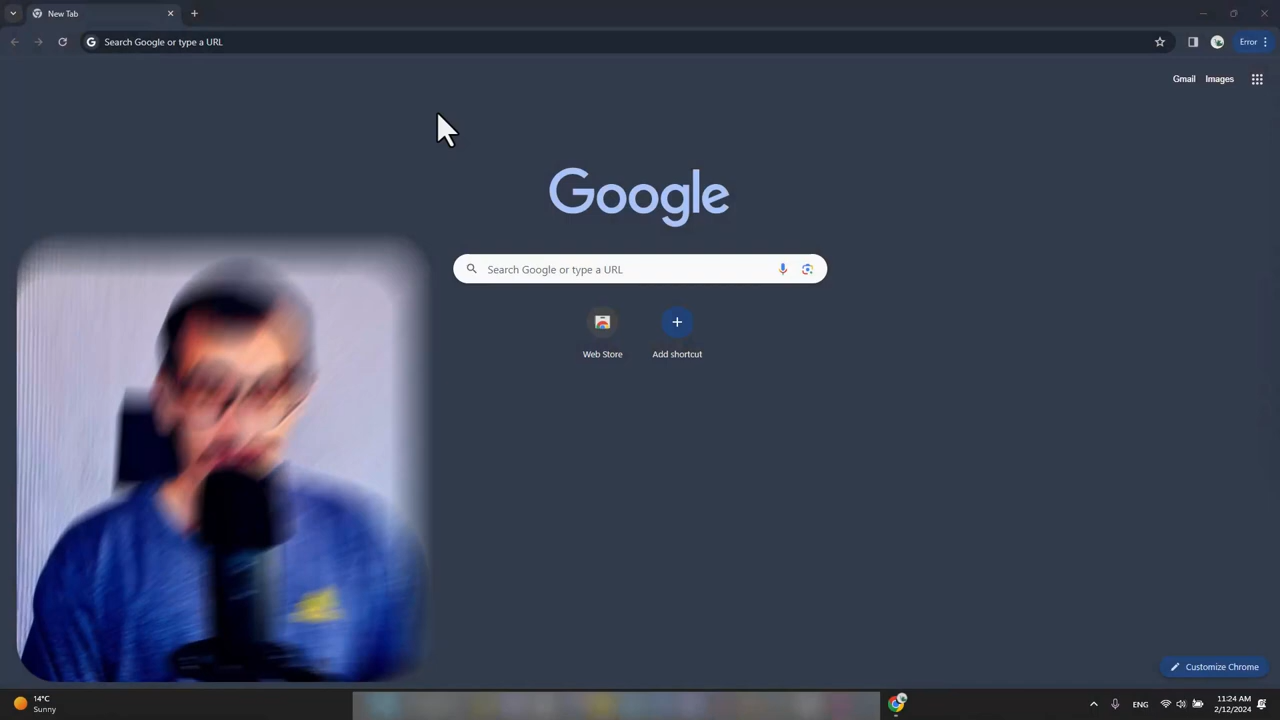 New Tab
Search Google or type a URL
Error
Gmail Images
Google
Search Google or type a URL
Web Store
Add shortcut
Customize Chrome
14°C
Sunny
ENG
11:24 AM
2/12/2024